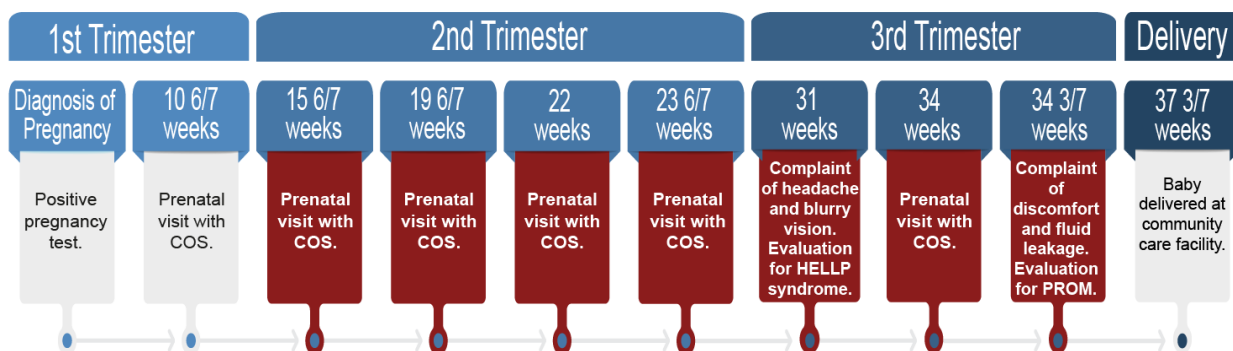 1st Trimester
2nd Trimester
3rd Trimester
Delivery
Diagnosis of
Pregnancy
10 6/7
weeks
15 6/7
weeks
19 6/7
weeks
22
weeks
23 6/7
weeks
31
weeks
34
weeks
34 3/7
weeks
37 3/7
weeks
Positive
pregnancy
test.
Prenatal
visit with
COS.
Prenatal
visit with
COS.
Prenatal
visit with
COS.
Prenatal
visit with
COS.
Prenatal
visit with
COS.
Complaint
of headache
and blurry
vision.
Evaluation
for HELLP
syndrome.
Prenatal
visit with
COS.
Complaint
of
discomfort
and fluid
leakage.
Evaluation
for PROM.
Baby
delivered at
community
care facility.